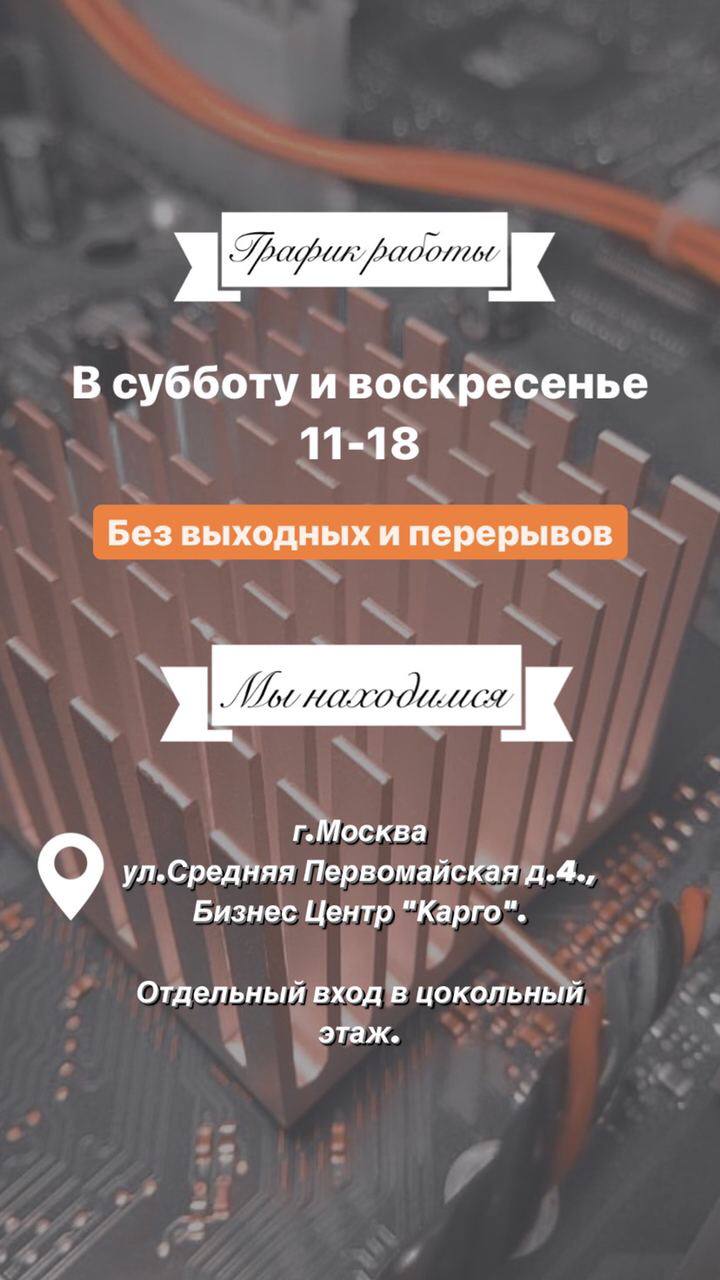 График работы
В субботу и воскресенье
11-18
Без выходных и перерывов
Мы находимся
г.Москва
ул.Средняя Первомайская д.4.,
Бизнес Центр "Карго".
Отдельный вход в цокольный
этаж.